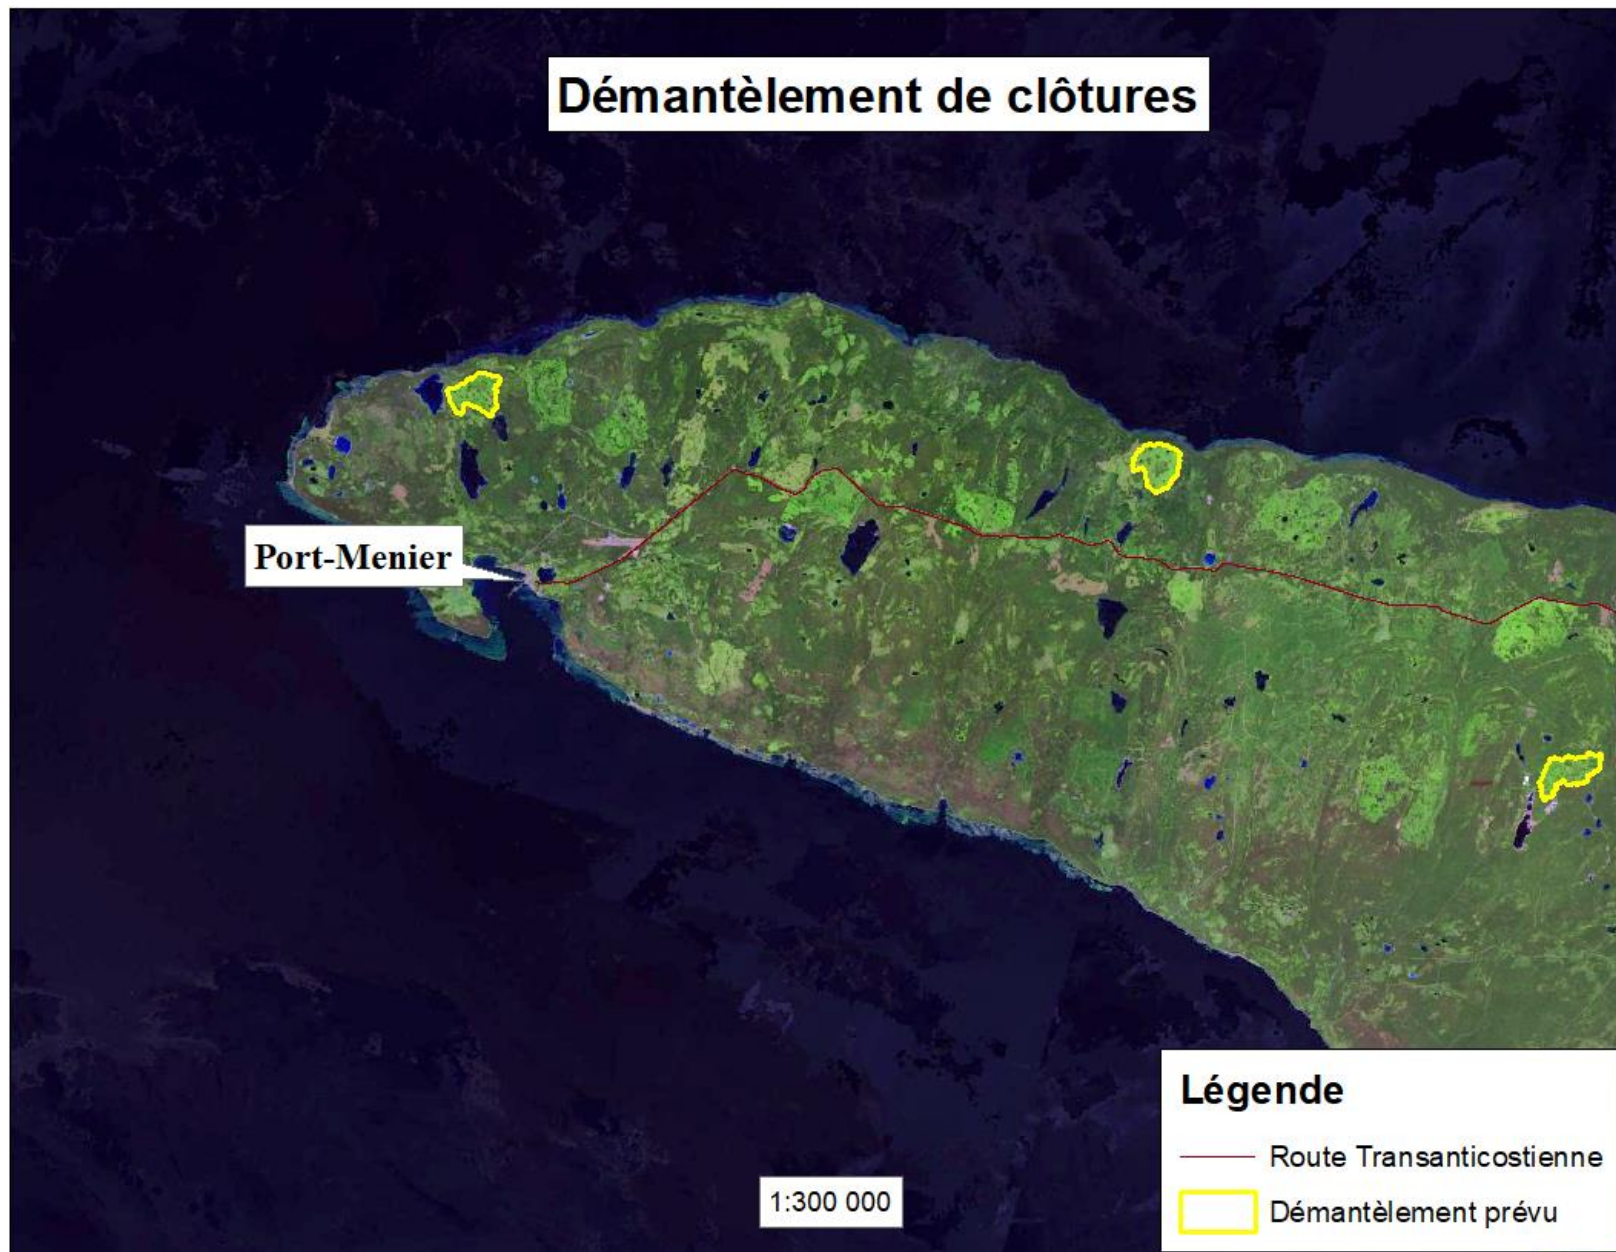 Démantèlement de clôtures
Port-Menier
Légende
Route Transanticostienne
1:300 000
Démantèlement prévu